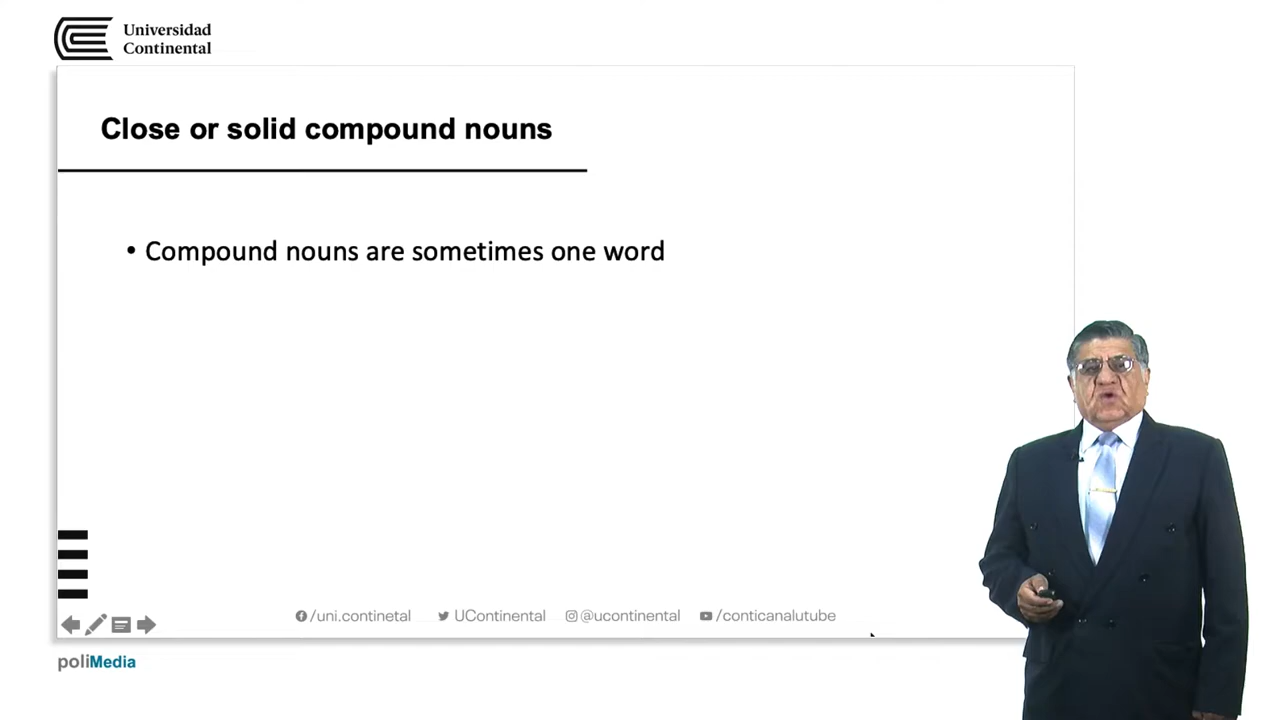 Universidad
Continental
Close or solid compound nouns
• Compound nouns are sometimes one word
/uni.continetal UContinental @ucontinental /conticanalutube
poliMedia